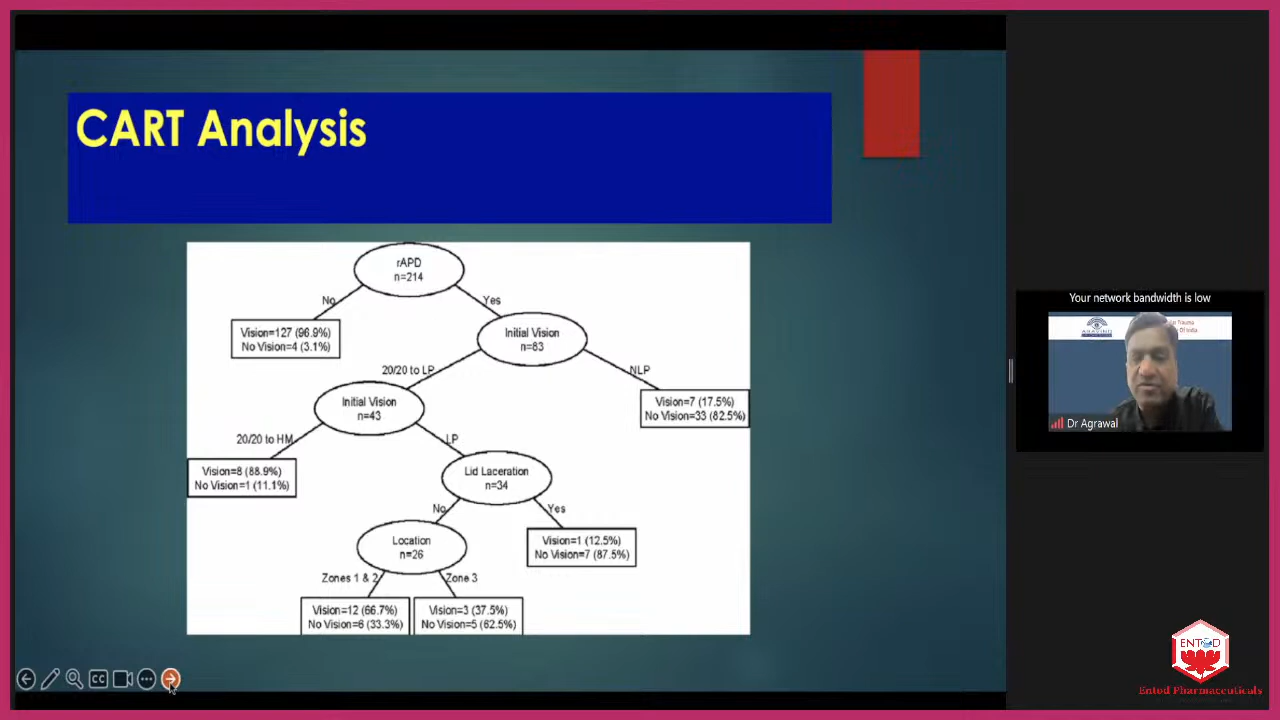 CART Analysis
rAPD
n=214
No
Yes
Vision=127 (96.9%)
No Vision=4 (3.1%)
Initial Vision
n=83
20/20 to LP
NLP
Initial Vision
n=43
Vision=7 (17.5%)
No Vision=33 (82.5%)
20/20 to HM
LP
Vision=8 (88.9%)
No Vision=1 (11.1%)
Lid Laceration
n=34
No
Yes
Location
n=26
Vision=1 (12.5%)
No Vision=7 (87.5%)
Zones 1 & 2
Zone 3
Vision=12 (66.7%)
No Vision=6 (33.3%)
Vision=3 (37.5%)
No Vision=5 (62.5%)
CC
Your network bandwidth is low
Dr Agrawal
ENTOD
Entod Pharmaceuticals